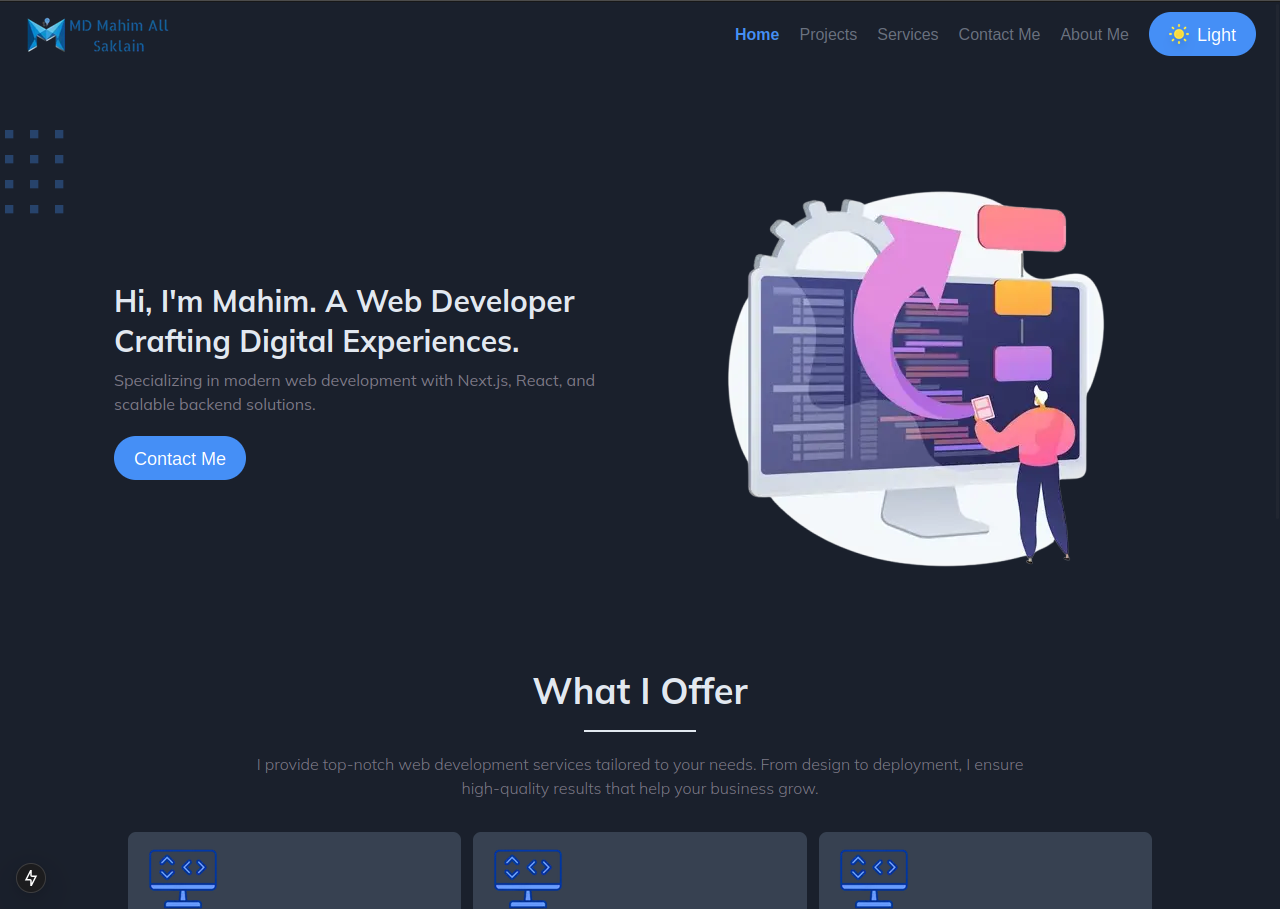 MD Mahim All
Saklain
Home Projects Services Contact Me About Me Light
Hi, I'm Mahim. A Web Developer
Crafting Digital Experiences.
Specializing in modern web development with Next.js, React, and
scalable backend solutions.
Contact Me
What I Offer
I provide top-notch web development services tailored to your needs. From design to deployment, I ensure
high-quality results that help your business grow.